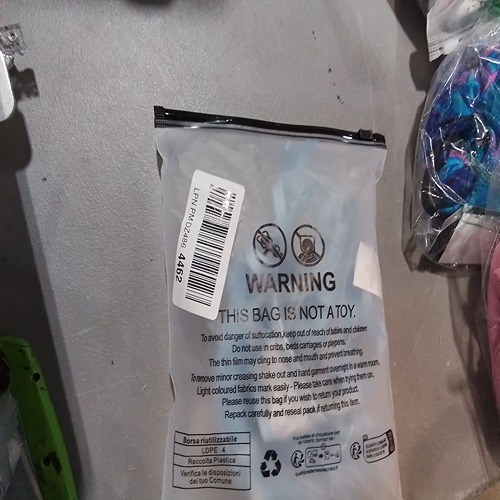 LPN PM DZ486 4462
WARNING
THIS BAG IS NOT A TOY.
To avoid danger of suffocation, keep out of reach of babies and children
Do not use in cribs, beds carriages or playpens.
The thin film may cling to nose and mouth and prevent breathing.
To remove minor creasing shake out and hand garment overnight in a warm room.
Light coloured fabrics mark easily - Please take care when trying them on.
Please reuse this bag if you wish to return your product.
Repack carefully and reseal pack if returning this item.
Borsa riutilizzabile
LDPE 4
Raccolta Plastica
Verifica le disposizioni
del tuo Comune